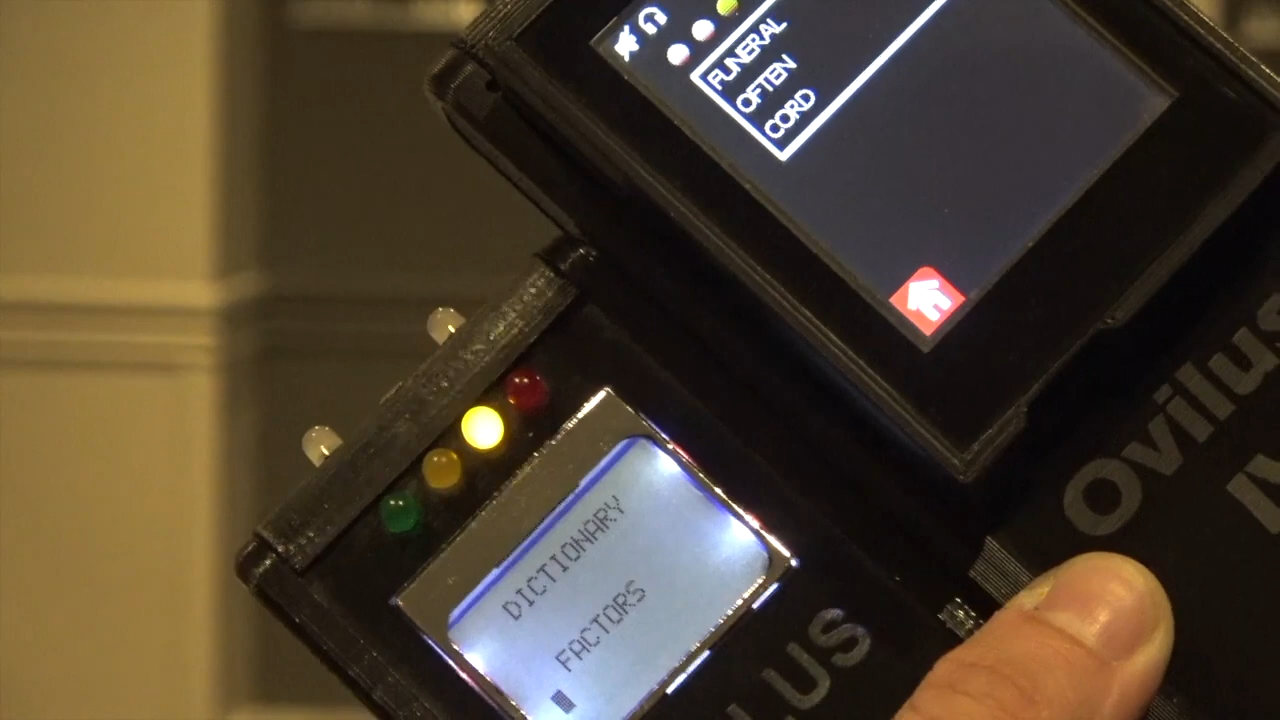 FUNERAL
OFTEN
CORD
Ovilus
DICTIONARY
FACTORS
LUS